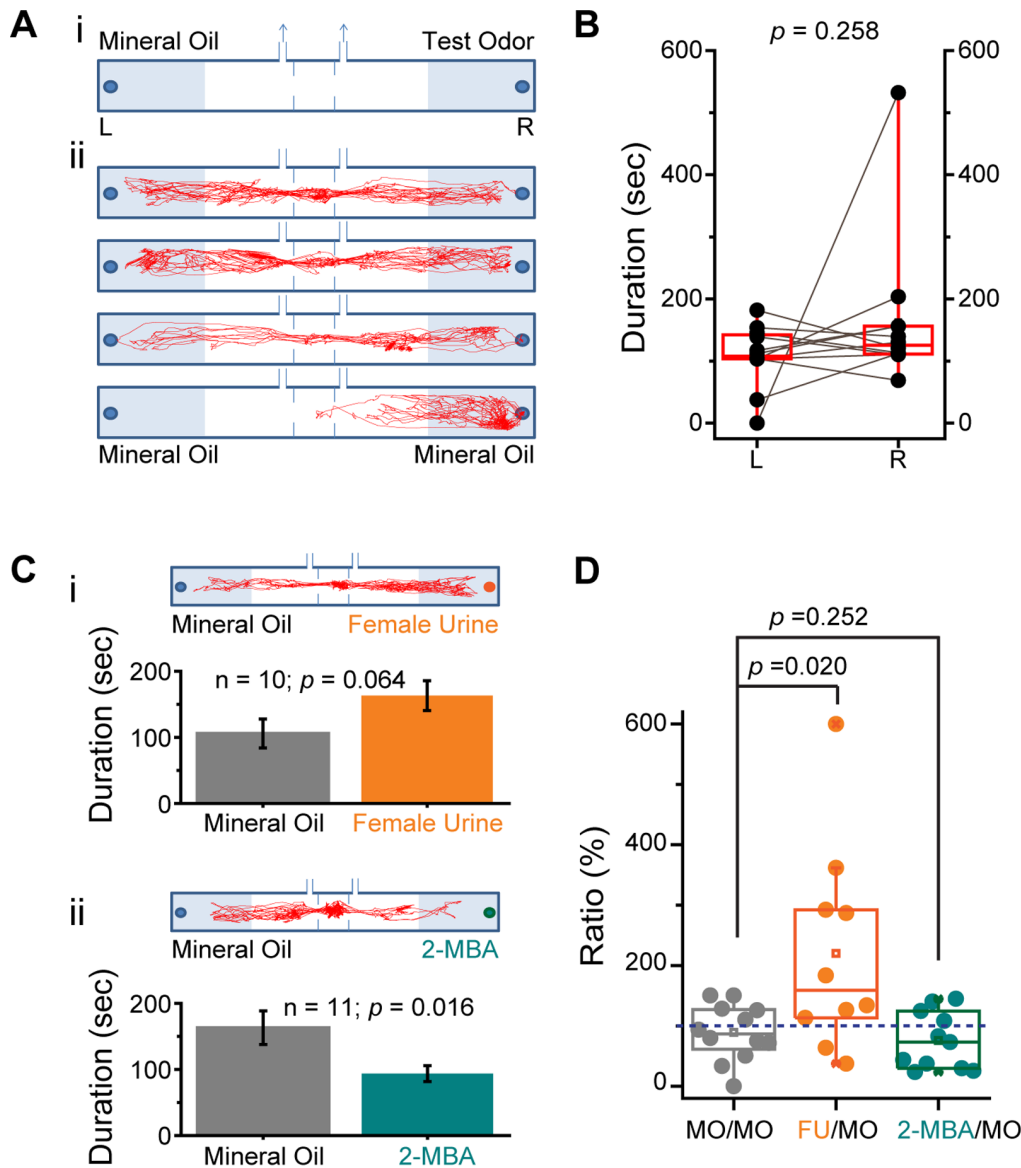 A
i
Mineral Oil Test Odor
L R
ii
Mineral Oil Mineral Oil
B
p = 0.258
600 600
400 400
200 200
0 0
Duration (sec)
L R
C
i
Mineral Oil Female Urine
200
100
0
Duration (sec)
n = 10; p = 0.064
Mineral Oil Female Urine
ii
Mineral Oil 2-MBA
200
100
0
Duration (sec)
n = 11; p = 0.016
Mineral Oil 2-MBA
D
p =0.252
p =0.020
600
400
200
0
Ratio (%)
MO/MO FU/MO 2-MBA/MO